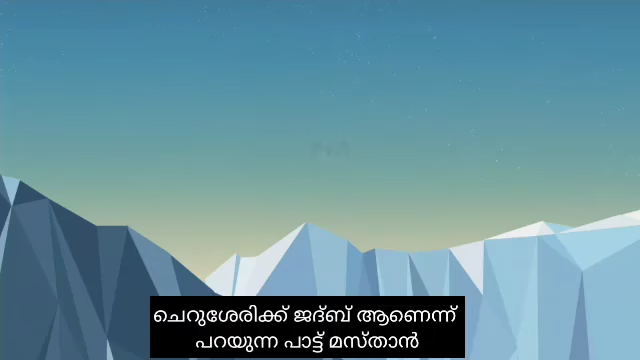 ചെറുശേരിക്ക് ജദ്ബ് ആണെന്ന്
പറയുന്ന പാട്ട് മസ്താൻ